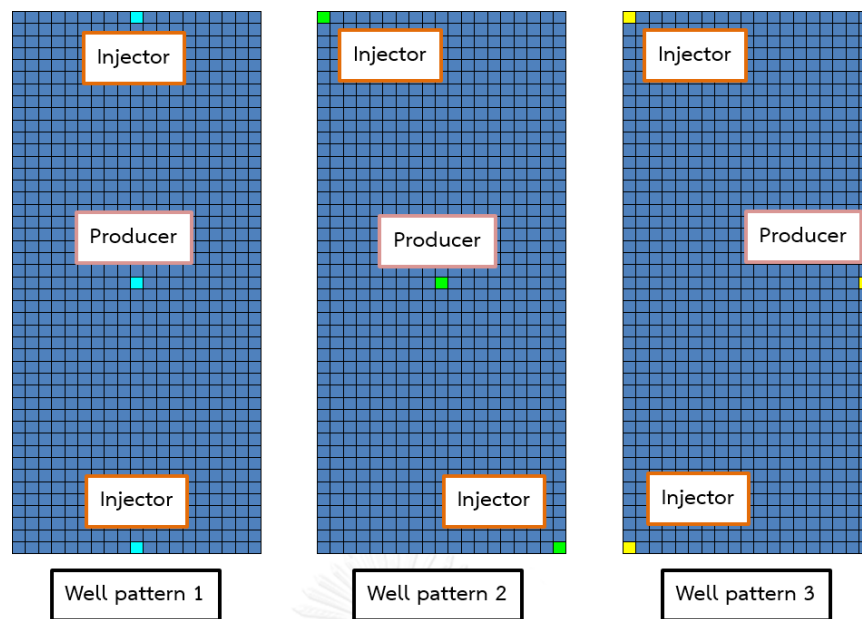 Injector
Injector
Injector
Producer
Producer
Producer
Injector
Injector
Injector
Well pattern 1
Well pattern 2
Well pattern 3